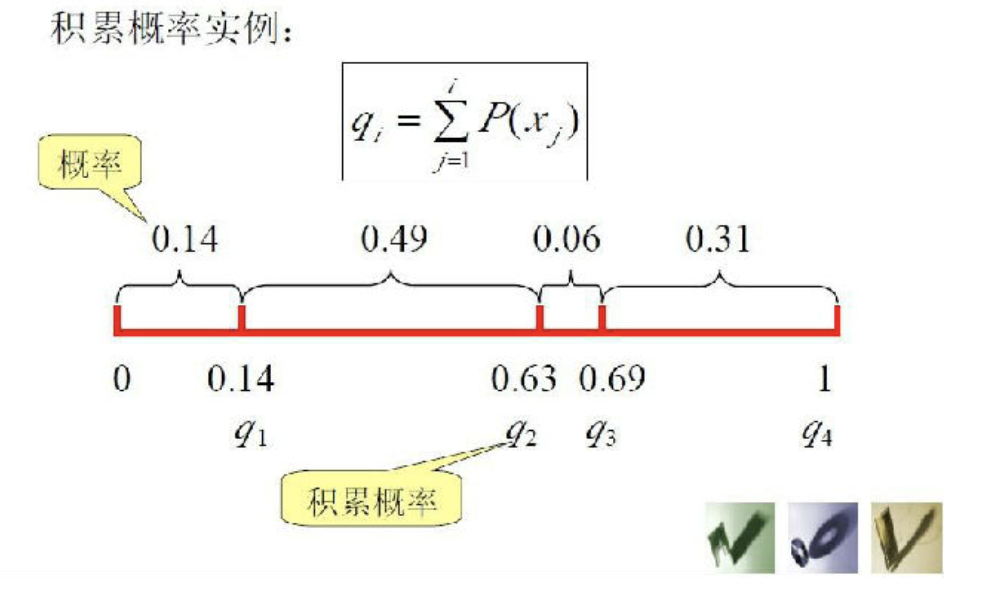 积累概率实例：
q_i = \sum_{j=1}^{i} P(x_j)
概率
0.14 0.49 0.06 0.31
0 0.14 0.63 0.69 1
q1 q2 q3 q4
积累概率